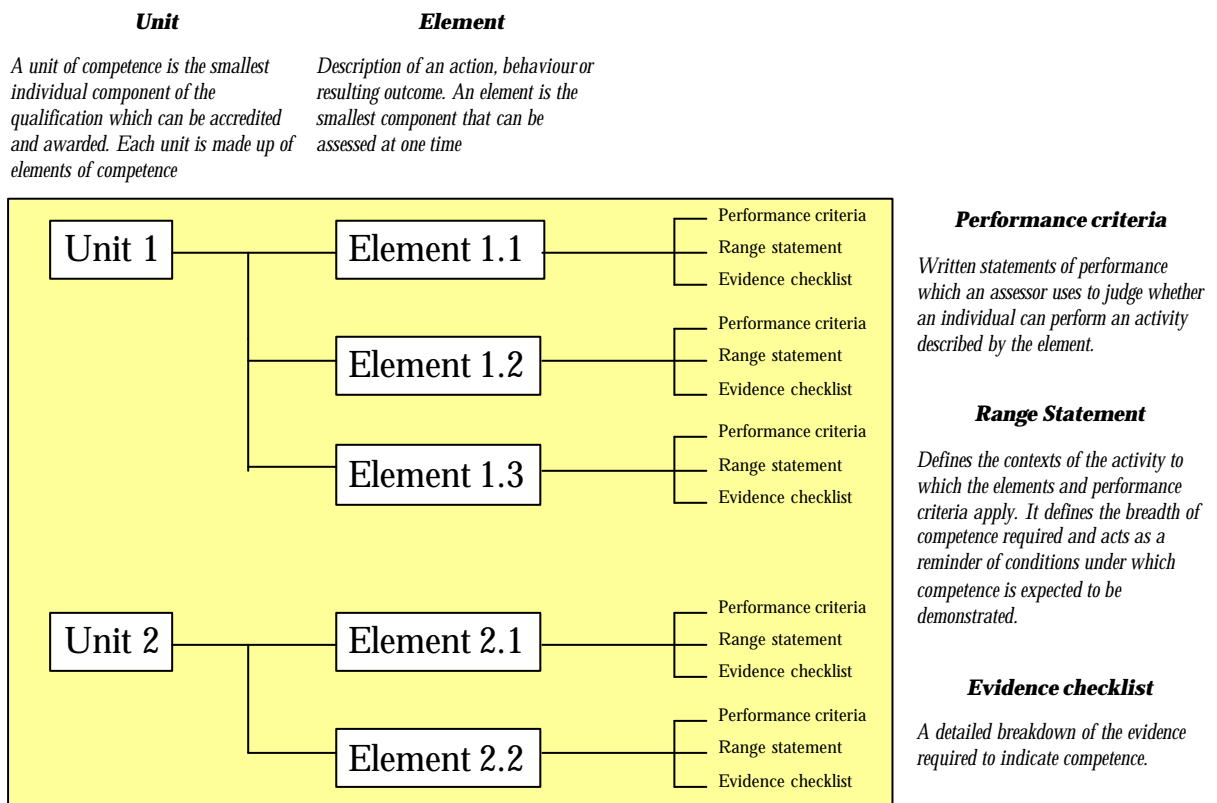 Unit
A unit of competence is the smallest
individual component of the
qualification which can be accredited
and awarded. Each unit is made up of
elements of competence
Element
Description of an action, behaviour or
resulting outcome. An element is the
smallest component that can be
assessed at one time
Unit 1
Element 1.1
Performance criteria
Range statement
Evidence checklist
Element 1.2
Performance criteria
Range statement
Evidence checklist
Element 1.3
Performance criteria
Range statement
Evidence checklist
Unit 2
Element 2.1
Performance criteria
Range statement
Evidence checklist
Element 2.2
Performance criteria
Range statement
Evidence checklist
Performance criteria
Written statements of performance
which an assessor uses to judge whether
an individual can perform an activity
described by the element.
Range Statement
Defines the contexts of the activity to
which the elements and performance
criteria apply. It defines the breadth of
competence required and acts as a
reminder of conditions under which
competence is expected to be
demonstrated.
Evidence checklist
A detailed breakdown of the evidence
required to indicate competence.